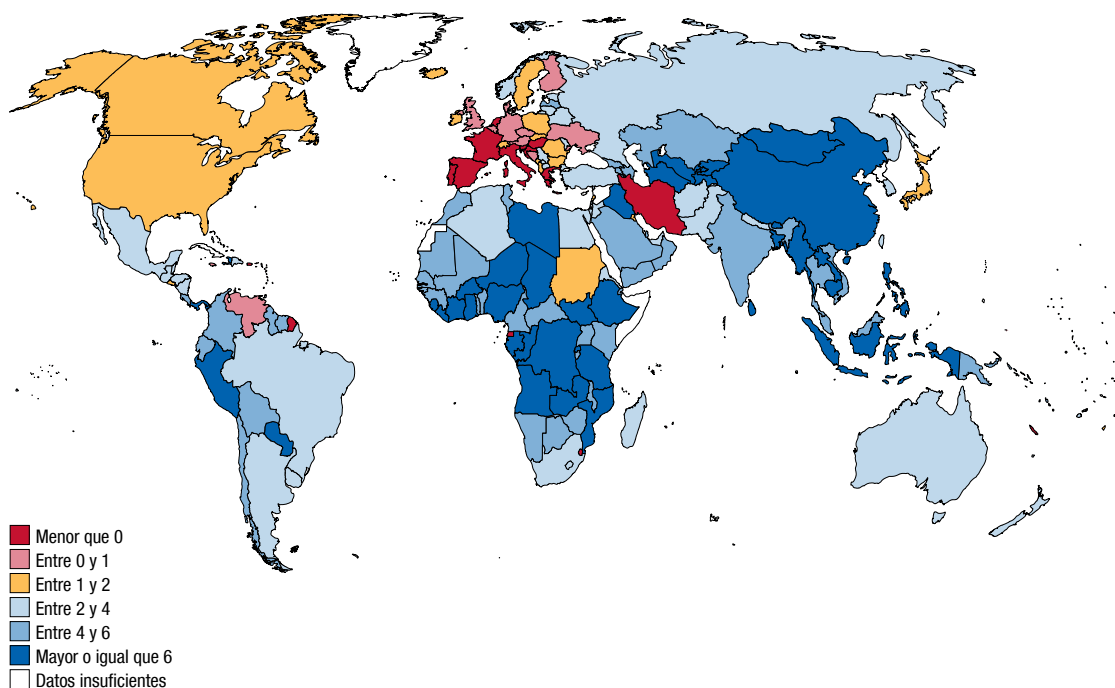 Menor que 0
Entre 0 y 1
Entre 1 y 2
Entre 2 y 4
Entre 4 y 6
Mayor o igual que 6
Datos insuficientes